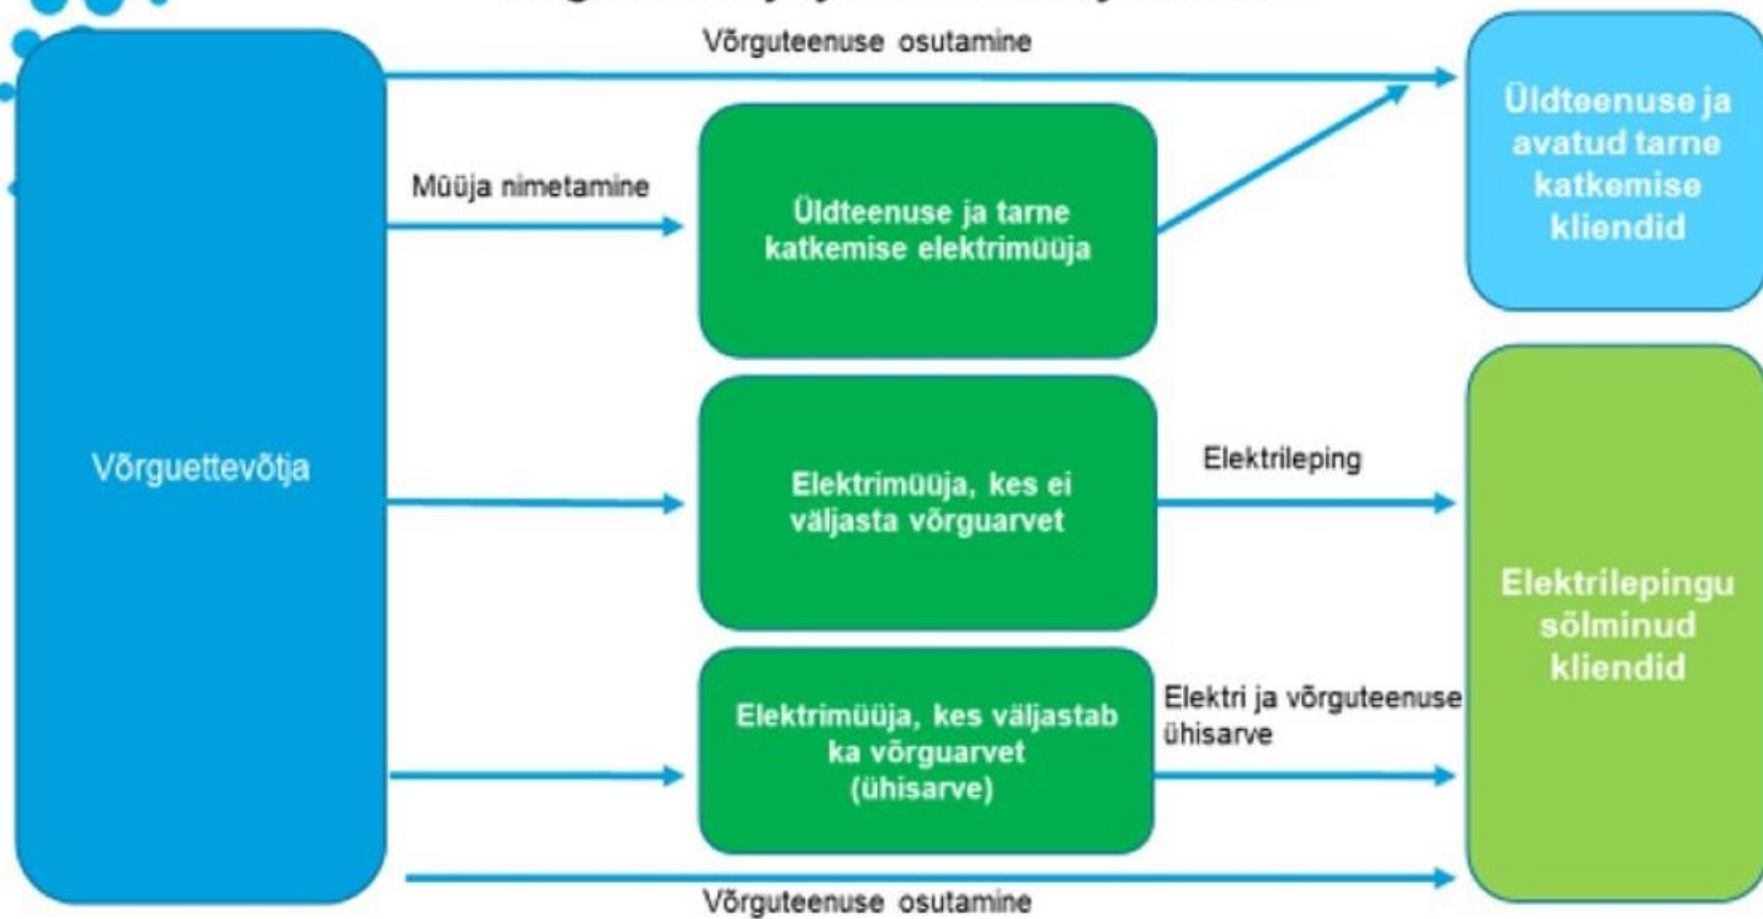 Võrguteenuse osutamine
Üldteenuse ja
avatud tarne
katkemise
kliendid
Müüja nimetamine
Üldteenuse ja tarne
katkemise elektrimüüja
Võrguettevõtja
Elektrimüüja, kes ei
väljasta võrguarvet
Elektrileping
Elektrilepingu
sõlminud
kliendid
Elektrimüüja, kes väljastab
ka võrguarvet
(ühisarve)
Elektri ja võrguteenuse
ühisarve
Võrguteenuse osutamine